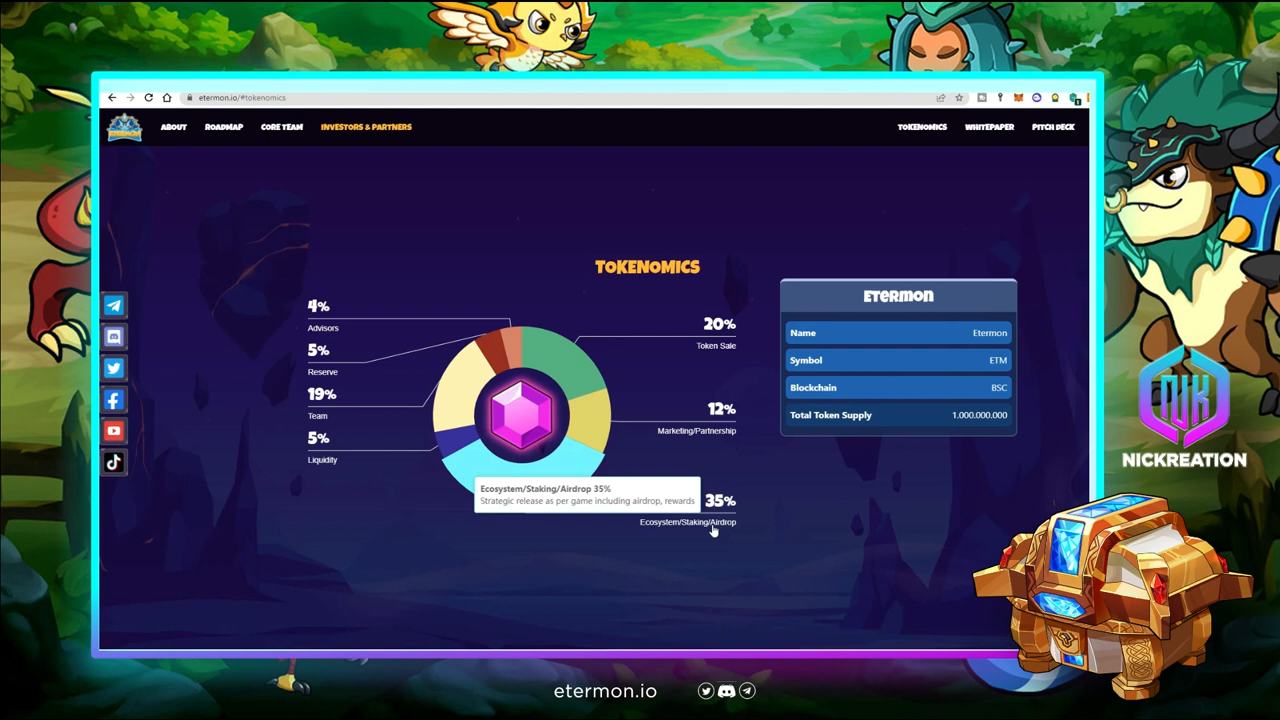 etermon.io/#tokenomics
ETERMON
ABOUT
ROADMAP
CORE TEAM
INVESTORS & PARTNERS
TOKENOMICS
WHITEPAPER
PITCH DECK
TOKENOMICS
4%
Advisors
5%
Reserve
19%
Team
5%
Liquidity
20%
Token Sale
12%
Marketing/Partnership
35%
Ecosystem/Staking/Airdrop
Ecosystem/Staking/Airdrop 35%
Strategic release as per game including airdrop, rewards
Etermon
Name Etermon
Symbol ETM
Blockchain BSC
Total Token Supply 1.000.000.000
NICKREATION
etermon.io